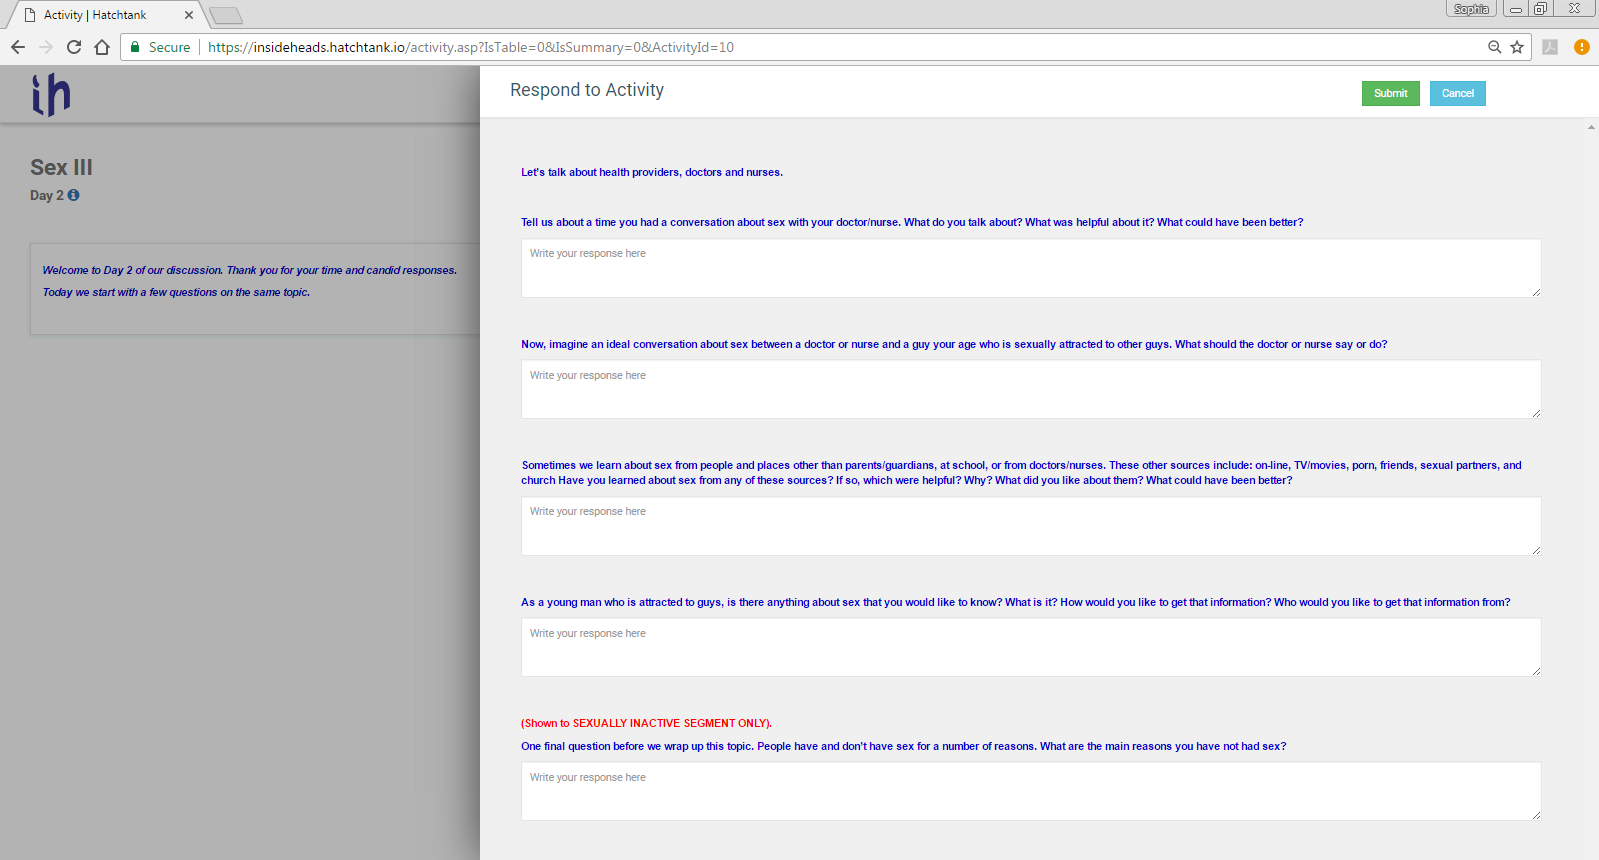 Activity | Hatchtank
Sophia
Secure
https://insideheads.hatchtank.io/activity.asp?IsTable=0&IsSummary=0&ActivityId=10
ih
Sex III
Day 2
Welcome to Day 2 of our discussion. Thank you for your time and candid responses.
Today we start with a few questions on the same topic.
Respond to Activity
Submit
Cancel
Let's talk about health providers, doctors and nurses.
Tell us about a time you had a conversation about sex with your doctor/nurse. What do you talk about? What was helpful about it? What could have been better?
Write your response here
Now, imagine an ideal conversation about sex between a doctor or nurse and a guy your age who is sexually attracted to other guys. What should the doctor or nurse say or do?
Write your response here
Sometimes we learn about sex from people and places other than parents/guardians, at school, or from doctors/nurses. These other sources include: on-line, TV/movies, porn, friends, sexual partners, and
church Have you learned about sex from any of these sources? If so, which were helpful? Why? What did you like about them? What could have been better?
Write your response here
As a young man who is attracted to guys, is there anything about sex that you would like to know? What is it? How would you like to get that information? Who would you like to get that information from?
Write your response here
(Shown to SEXUALLY INACTIVE SEGMENT ONLY).
One final question before we wrap up this topic. People have and don't have sex for a number of reasons. What are the main reasons you have not had sex?
Write your response here